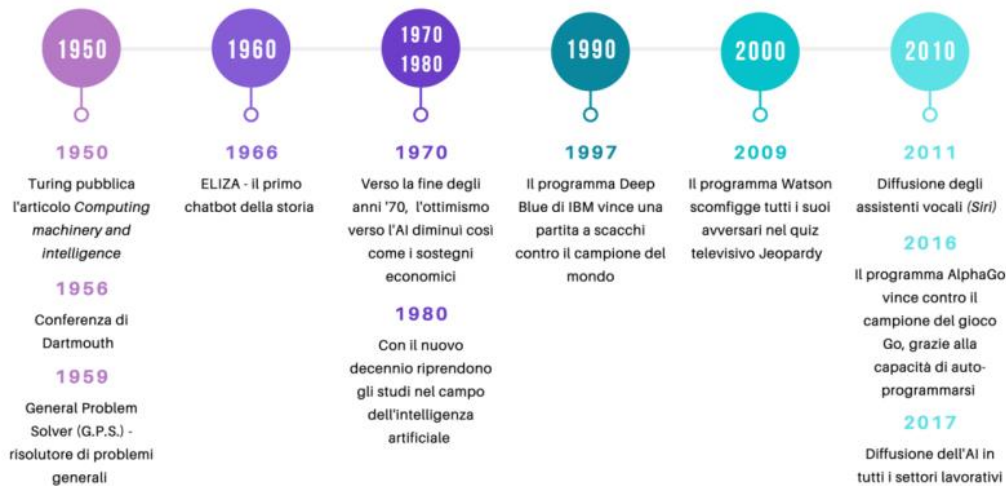 1950
1960
1970
1980
1990
2000
2010
1950
Turing pubblica
l'articolo Computing
machinery and
intelligence
1956
Conferenza di
Dartmouth
1959
General Problem
Solver (G.P.S.) -
risolutore di problemi
generali
1966
ELIZA - il primo
chatbot della storia
1970
Verso la fine degli
anni '70, l'ottimismo
verso l'AI diminuì così
come i sostegni
economici
1980
Con il nuovo
decennio riprendono
gli studi nel campo
dell'intelligenza
artificiale
1997
Il programma Deep
Blue di IBM vince una
partita a scacchi
contro il campione del
mondo
2009
Il programma Watson
scomfigge tutti i suoi
avversari nel quiz
televisivo Jeopardy
2011
Diffusione degli
assistenti vocali (Siri)
2016
Il programma AlphaGo
vince contro il
campione del gioco
Go, grazie alla
capacità di auto-
programmarsi
2017
Diffusione dell'AI in
tutti i settori lavorativi